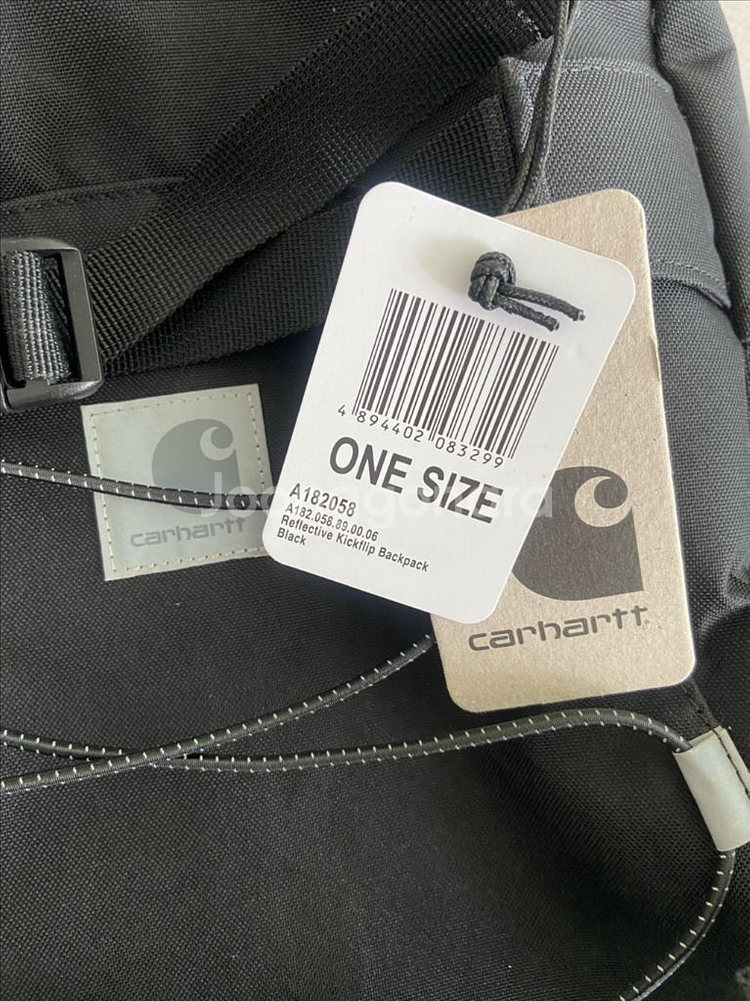 4 894402 083299
ONE SIZE
A182058
A182.058.89.00.06
Reflective Kickflip Backpack
Black
carhartt
carhartt